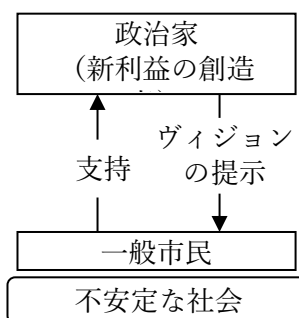 政治家
（新利益の創造
ヴィジョン
の提示
支持
一般市民
不安定な社会